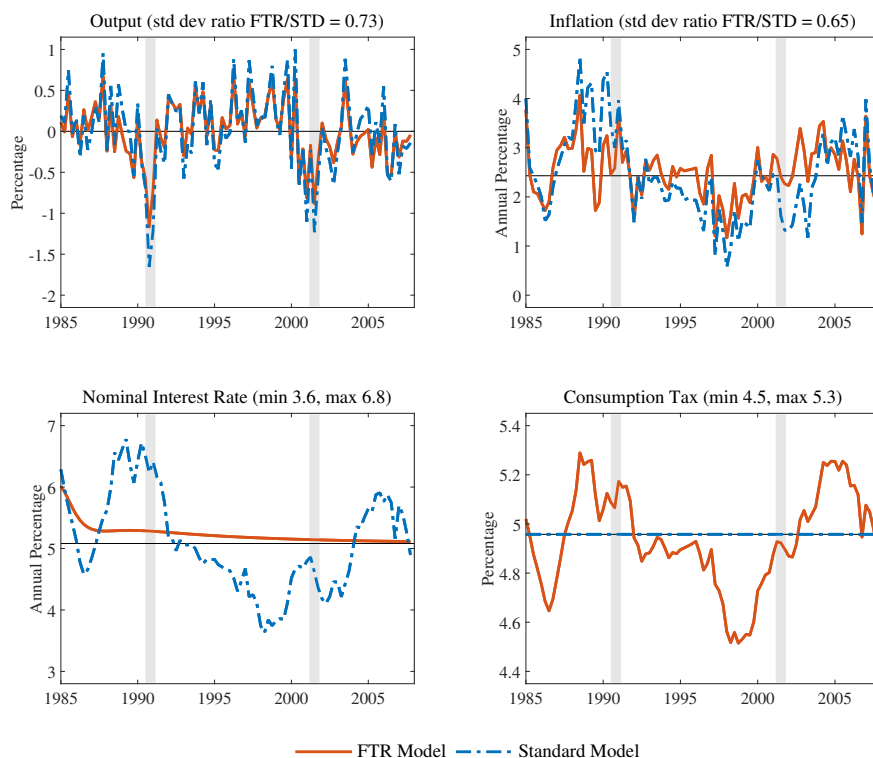 Output (std dev ratio FTR/STD = 0.73)
Percentage
1
0.5
0
-0.5
-1
-1.5
-2
1985 1990 1995 2000 2005
Inflation (std dev ratio FTR/STD = 0.65)
Annual Percentage
5
4
3
2
1
0
1985 1990 1995 2000 2005
Nominal Interest Rate (min 3.6, max 6.8)
Annual Percentage
7
6
5
4
3
1985 1990 1995 2000 2005
Consumption Tax (min 4.5, max 5.3)
Percentage
5.4
5.2
5
4.8
4.6
4.4
1985 1990 1995 2000 2005
FTR Model Standard Model